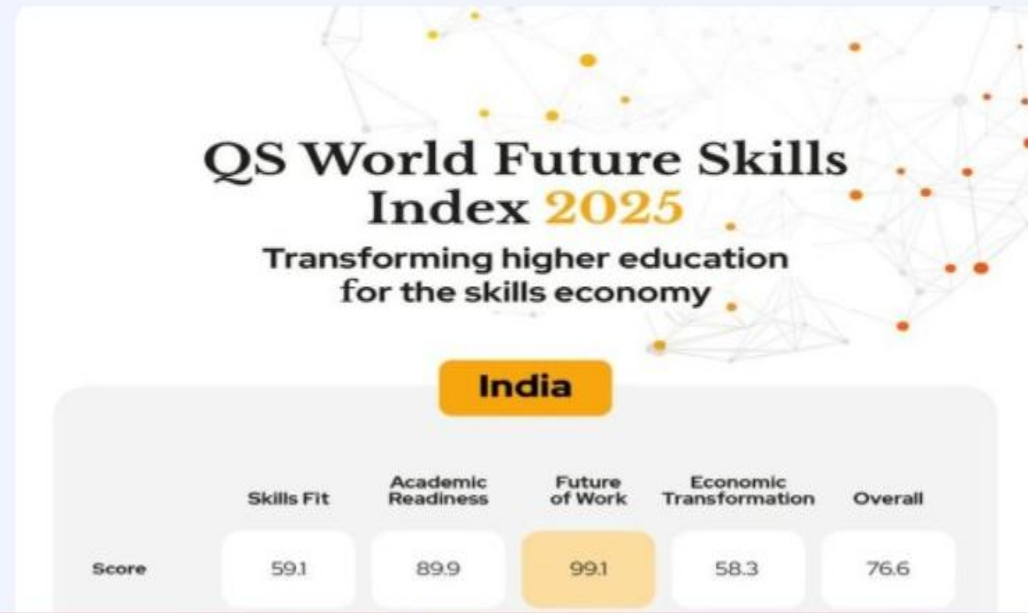 QS World Future Skills
Index 2025
Transforming higher education
for the skills economy
India
Skills Fit
Academic
Readiness
Future
of Work
Economic
Transformation
Overall
Score 59.1 89.9 99.1 58.3 76.6